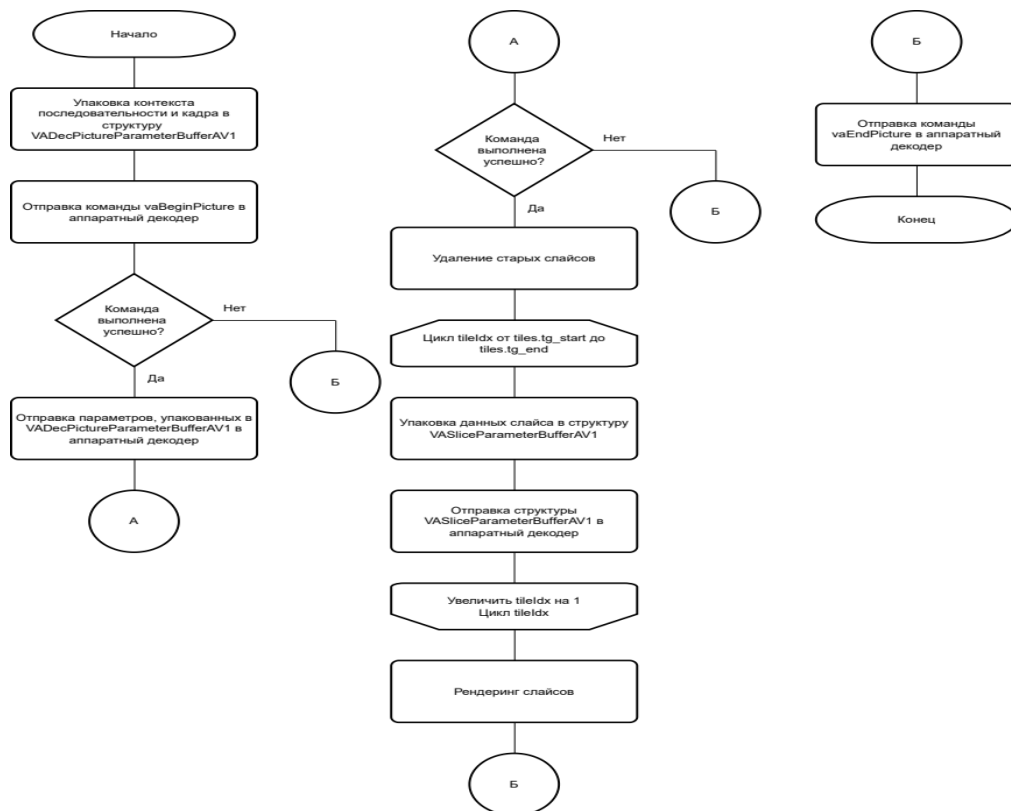 Начало
Упаковка контекста
последовательности и кадра в
структуру
VADecPictureParameterBufferAV1
Отправка команды vaBeginPicture в
аппаратный декодер
Команда
выполнена
успешно?
Нет
Б
Да
Отправка параметров, упакованных в
VADecPictureParameterBufferAV1 в
аппаратный декодер
А
А
Команда
выполнена
успешно?
Нет
Б
Да
Удаление старых слайсов
Цикл tileIdx от tiles.tg_start до
tiles.tg_end
Упаковка данных слайса в структуру
VASliceParameterBufferAV1
Отправка структуры
VASliceParameterBufferAV1 в
аппаратный декодер
Увеличить tileIdx на 1
Цикл tileIdx
Рендеринг слайсов
Б
Б
Отправка команды
vaEndPicture в аппаратный
декодер
Конец